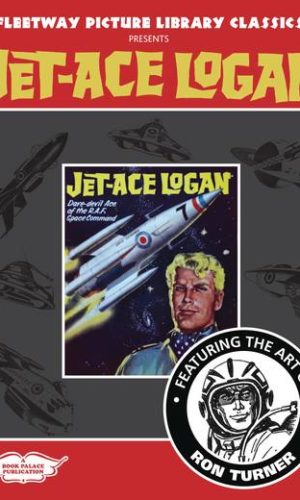 FLEETWAY PICTURE LIBRARY CLASSICS
PRESENTS
JET-ACE LOGAN
JET-ACE LOGAN
Dare-devil Ace
of the R.A.F.
Space Command
7
• FEATURING THE ART
RON TURNER
A
BOOK PALACE
PUBLICATION